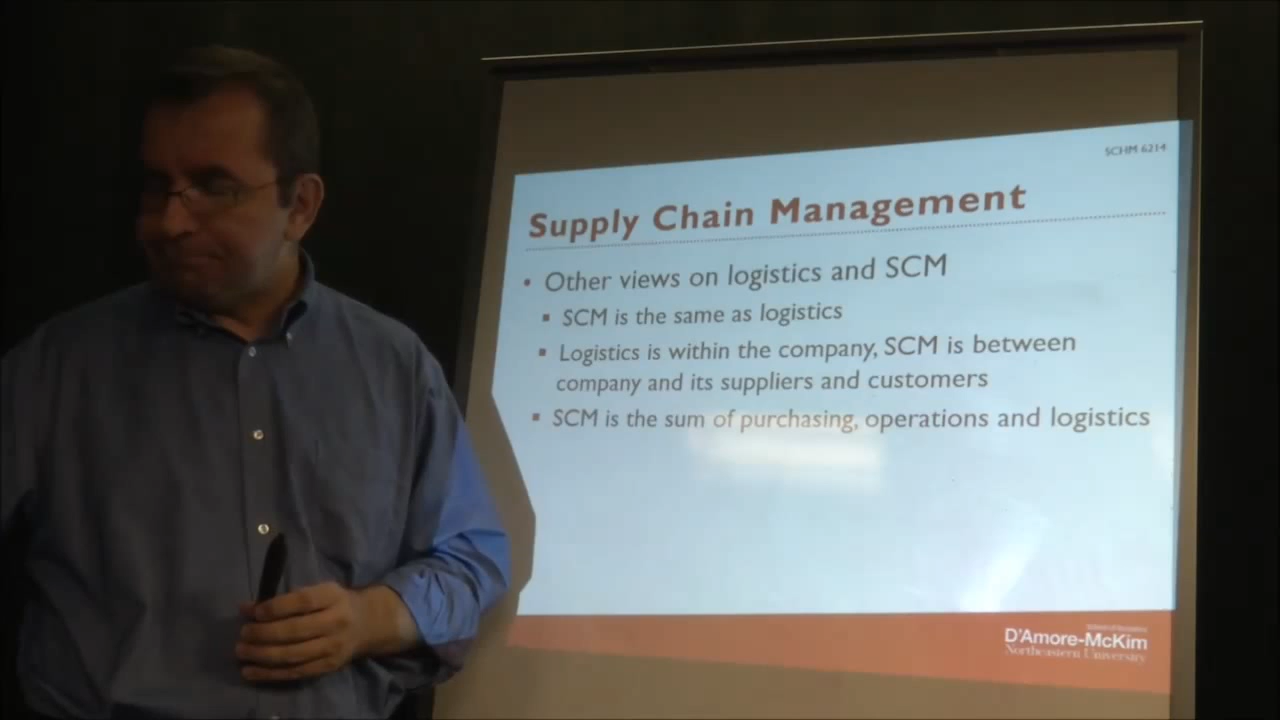 SCHM 6214
Supply Chain Management
• Other views on logistics and SCM
▪ SCM is the same as logistics
▪ Logistics is within the company, SCM is between
company and its suppliers and customers
▪ SCM is the sum of purchasing, operations and logistics
D'Amore-McKim
Northeastern University